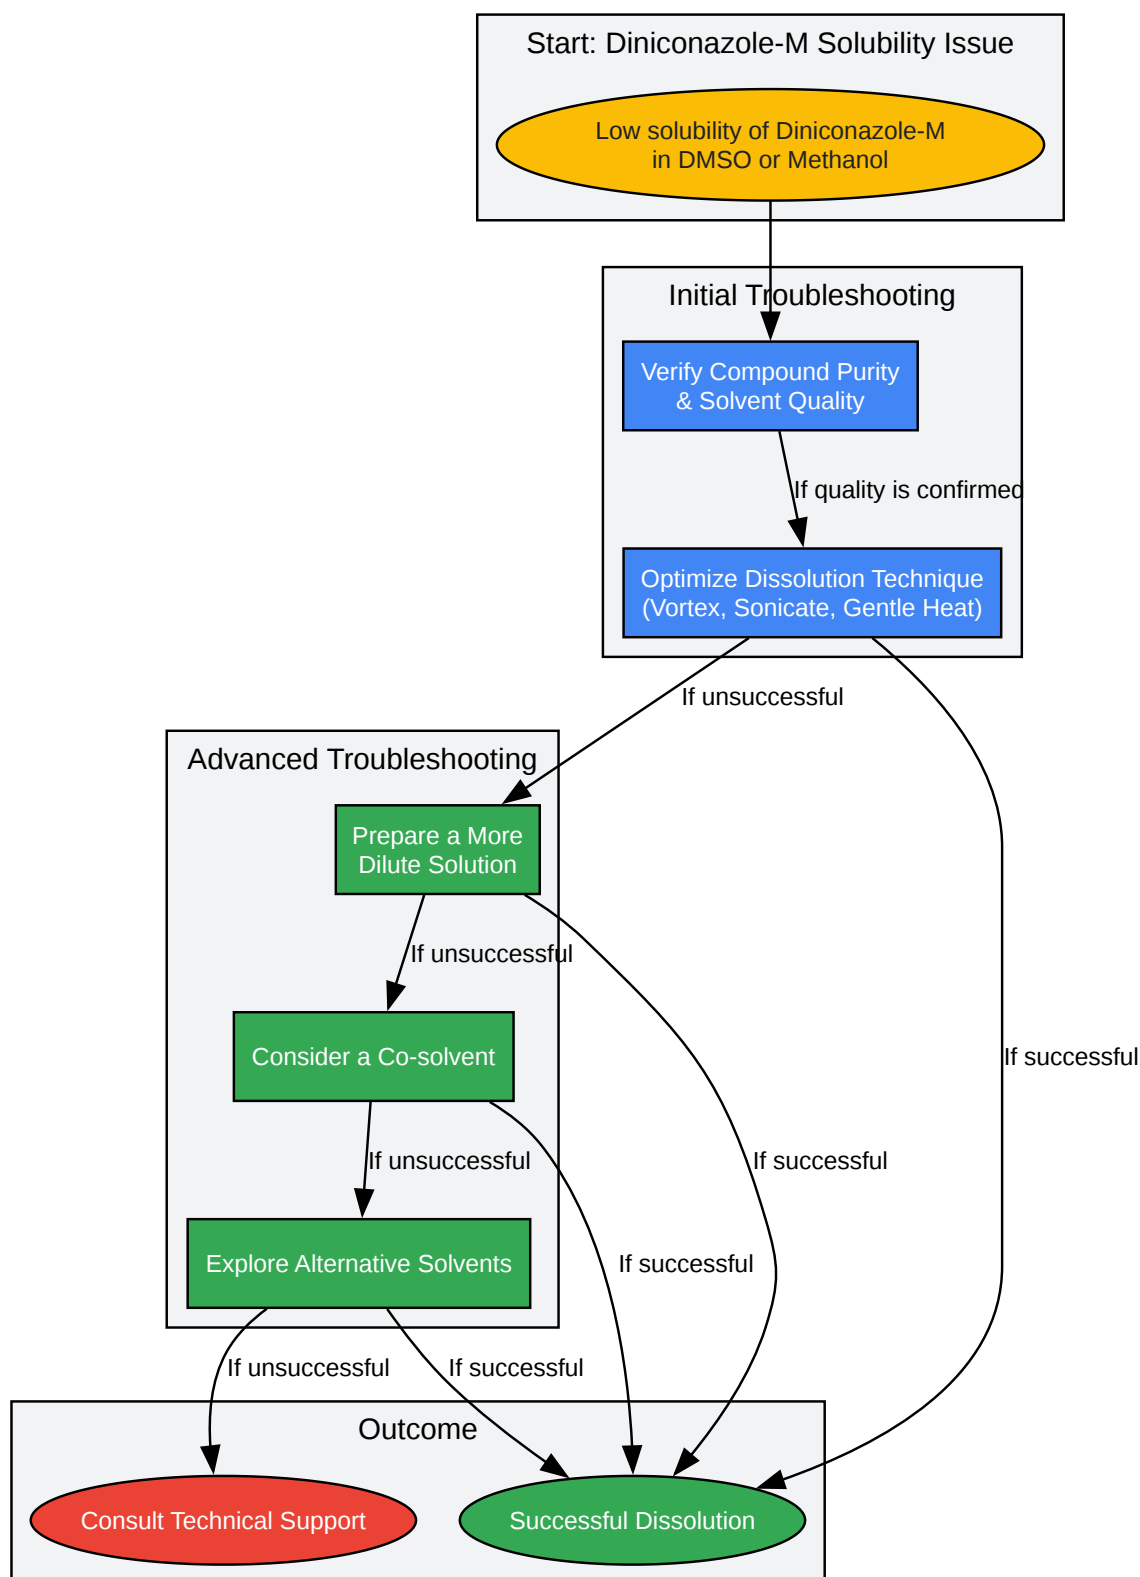 Start: Diniconazole-M Solubility Issue
Low solubility of Diniconazole-M
in DMSO or Methanol
Initial Troubleshooting
Verify Compound Purity
& Solvent Quality
If quality is confirmed
Optimize Dissolution Technique
(Vortex, Sonicate, Gentle Heat)
If unsuccessful
Advanced Troubleshooting
Prepare a More
Dilute Solution
If unsuccessful
Consider a Co-solvent
If successful
If unsuccessful
If successful
Explore Alternative Solvents
If successful
If unsuccessful
If successful
Outcome
Consult Technical Support
Successful Dissolution